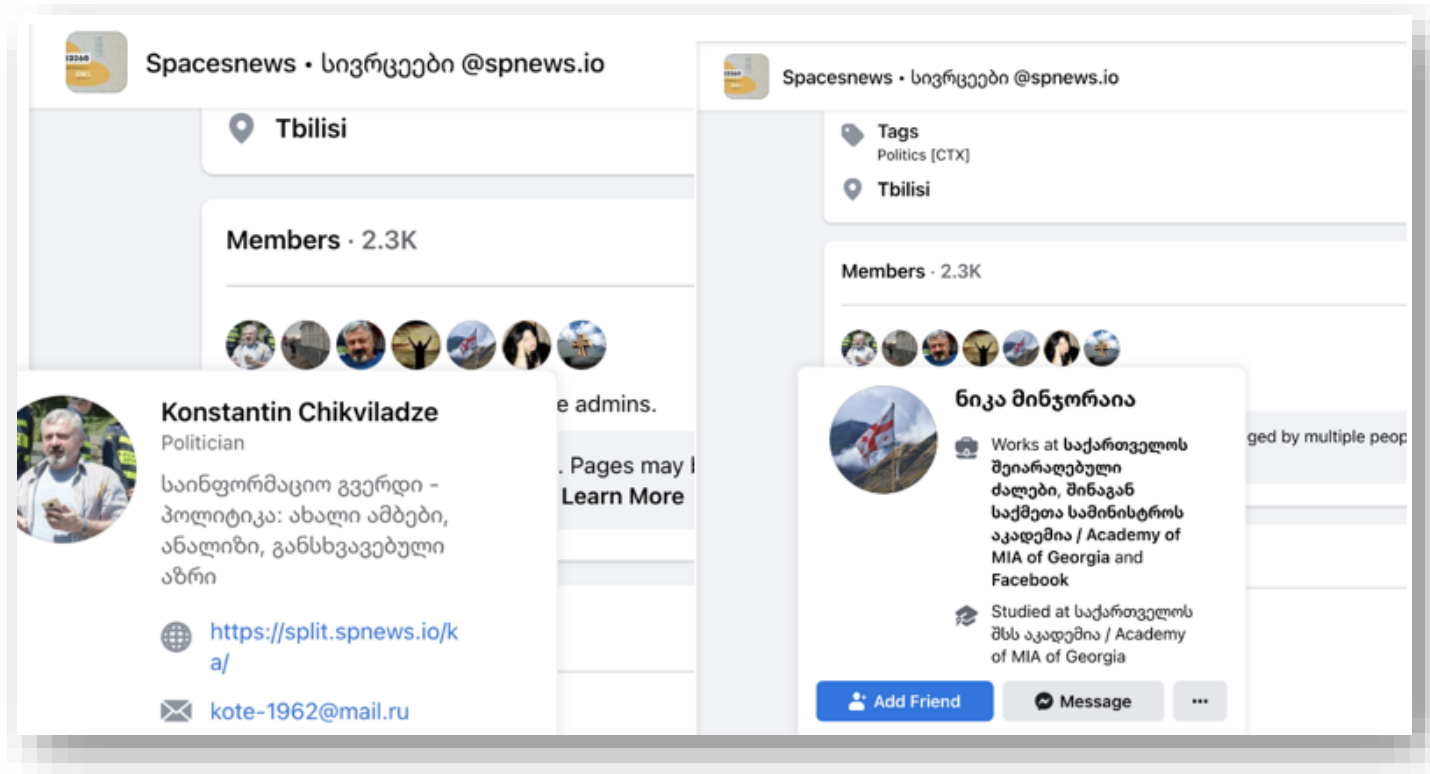 Spacesnews • სივრცეები @spnews.io
Tbilisi
Members · 2.3K
e admins.
. Pages may
Learn More
Konstantin Chikviladze
Politician
საინფორმაციო გვერდი -
პოლიტიკა: ახალი ამბები,
ანალიზი, განსხვავებული
აზრი
https://split.spnews.io/k
a/
kote-1962@mail.ru
Spacesnews • სივრცეები @spnews.io
Tags
Politics [CTX]
Tbilisi
Members · 2.3K
ged by multiple peop
ნიკა მინჯორაია
Works at საქართველოს
შეიარაღებული
ძალები, შინაგან
საქმეთა სამინისტროს
აკადემია / Academy of
MIA of Georgia and
Facebook
Studied at საქართველოს
შსს აკადემია / Academy
of MIA of Georgia
Add Friend
Message